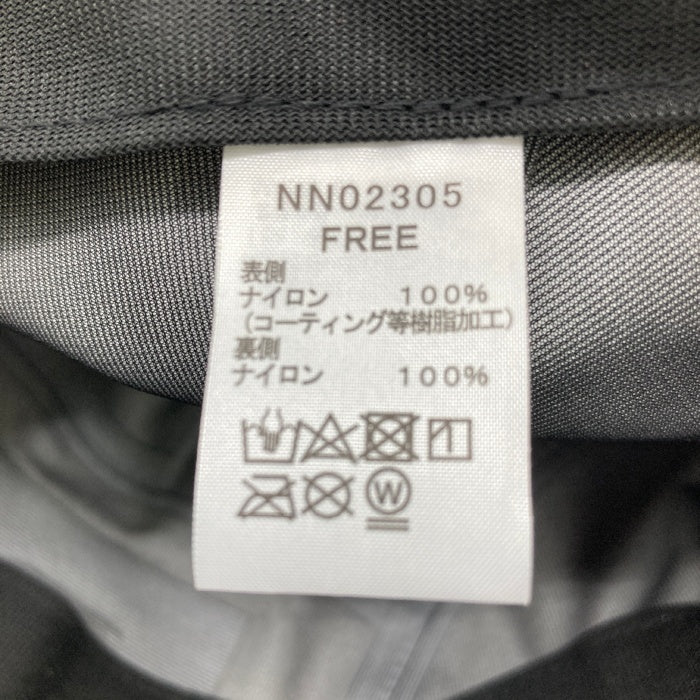 NN02305
FREE
表側
ナイロン 100%
(コーティング等樹脂加工)
裏側
ナイロン 100%
W